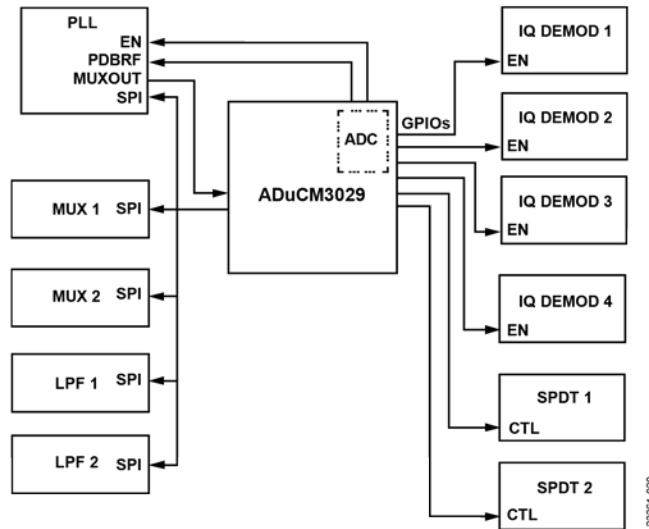 PLL
EN
PDBRF
MUXOUT
SPI
MUX 1 SPI
MUX 2 SPI
LPF 1 SPI
LPF 2 SPI
ADC
ADuCM3029
GPIOs
IQ DEMOD 1
EN
IQ DEMOD 2
EN
IQ DEMOD 3
EN
IQ DEMOD 4
EN
SPDT 1
CTL
SPDT 2
CTL